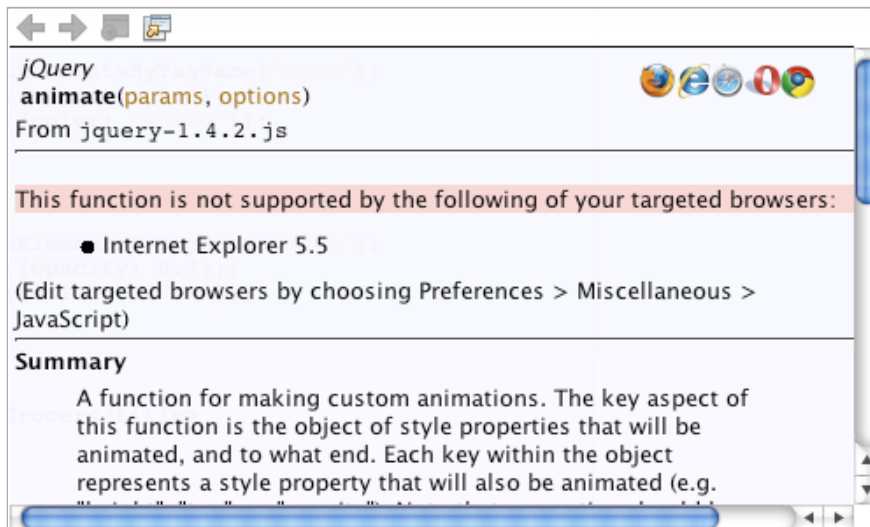 jQuery
animate(params, options)
From jquery-1.4.2.js
This function is not supported by the following of your targeted browsers:
Internet Explorer 5.5
(Edit targeted browsers by choosing Preferences > Miscellaneous >
JavaScript)
Summary
A function for making custom animations. The key aspect of
this function is the object of style properties that will be
animated, and to what end. Each key within the object
represents a style property that will also be animated (e.g.